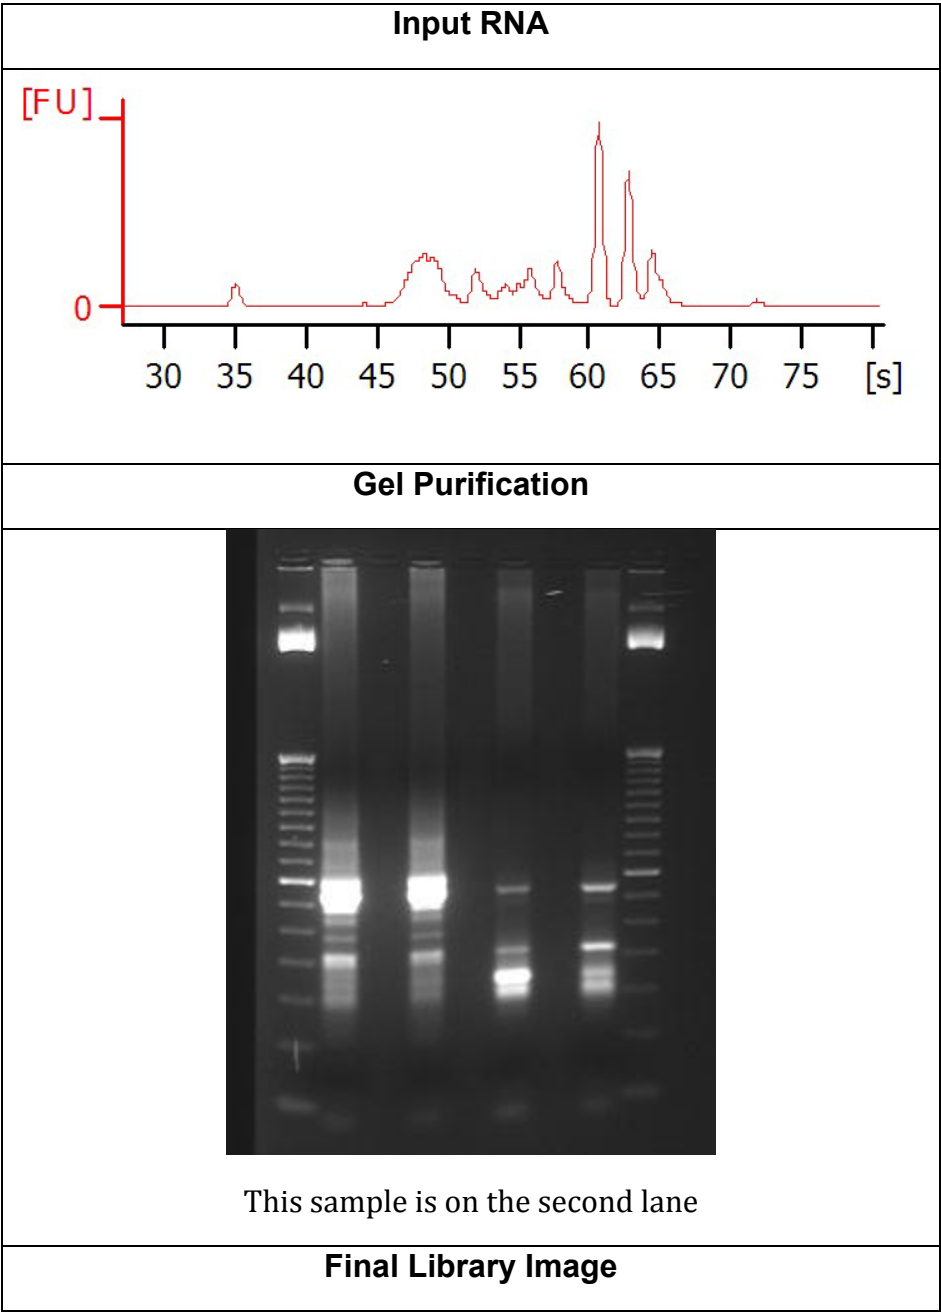 Input RNA
[FU]
0
30 35 40 45 50 55 60 65 70 75 [s]
Gel Purification
This sample is on the second lane
Final Library Image